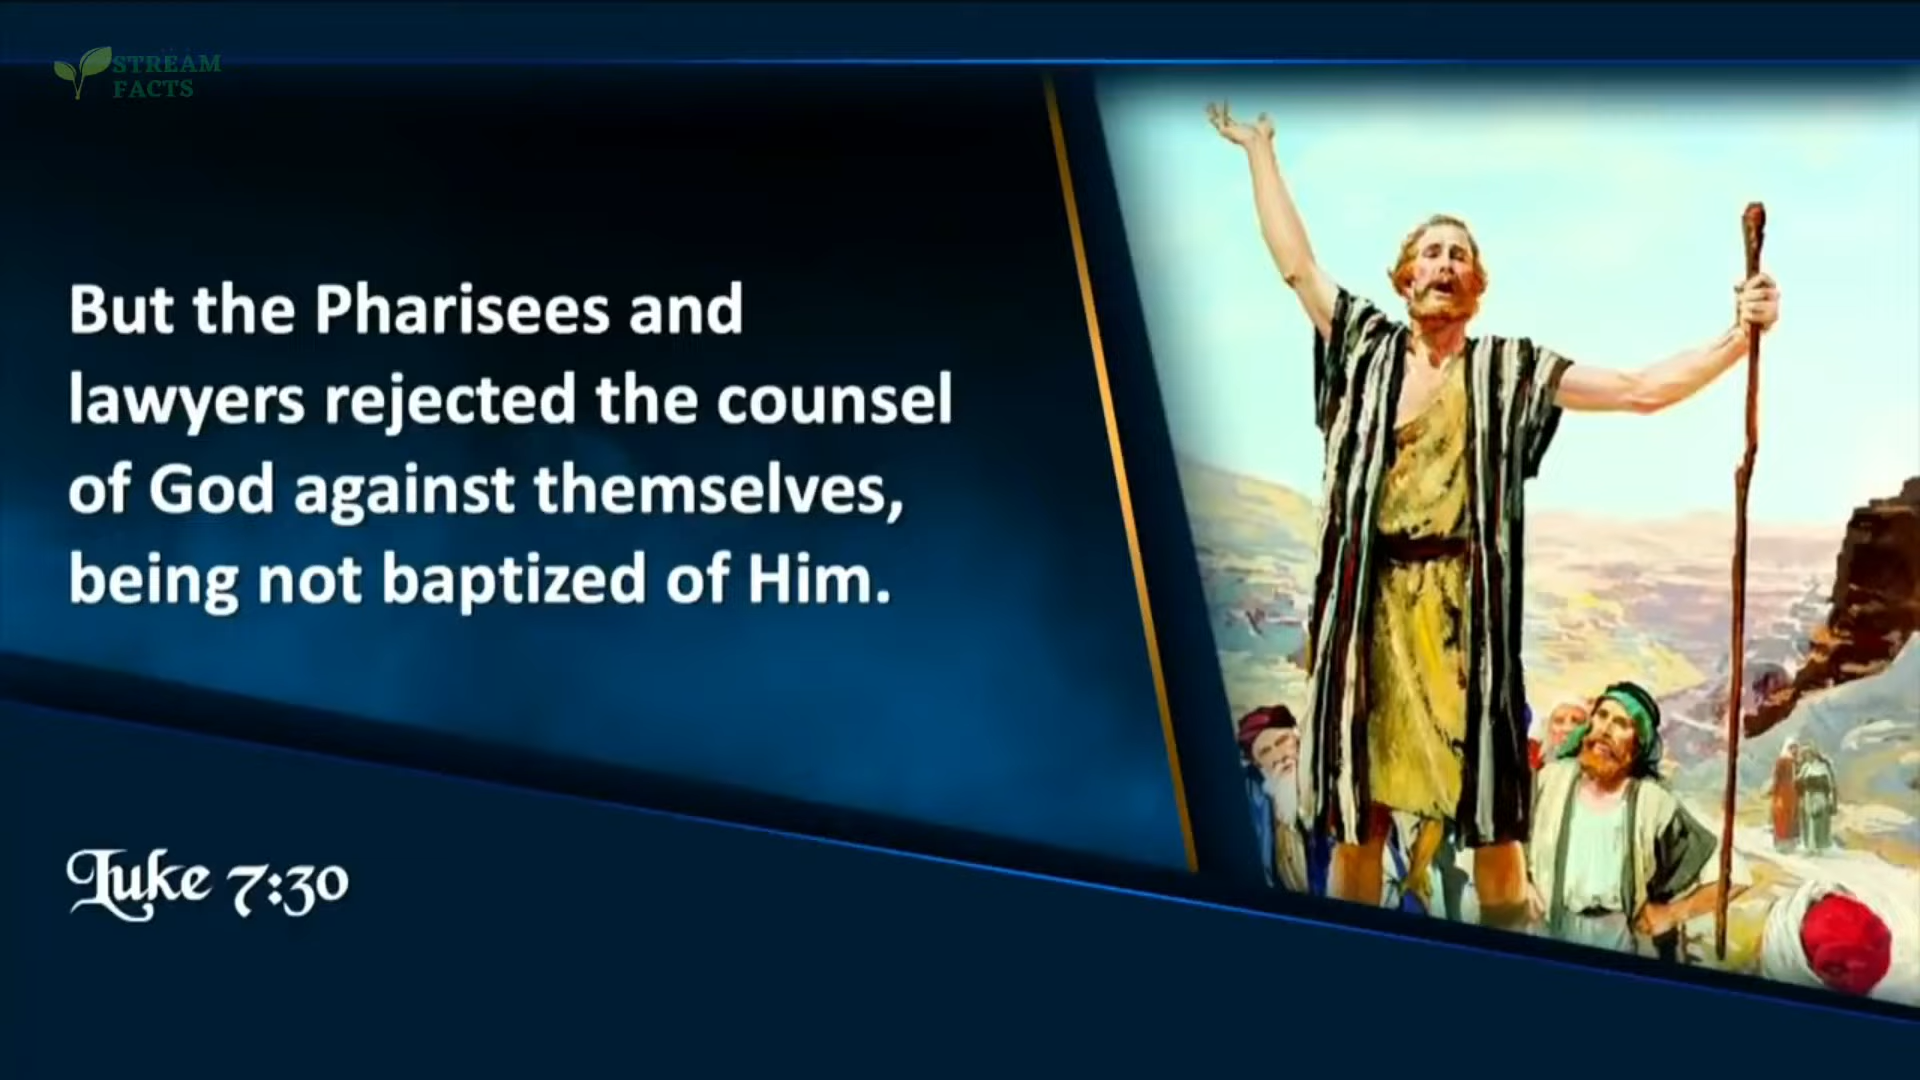 STREAM
FACTS
But the Pharisees and
lawyers rejected the counsel
of God against themselves,
being not baptized of Him.
Luke 7:30